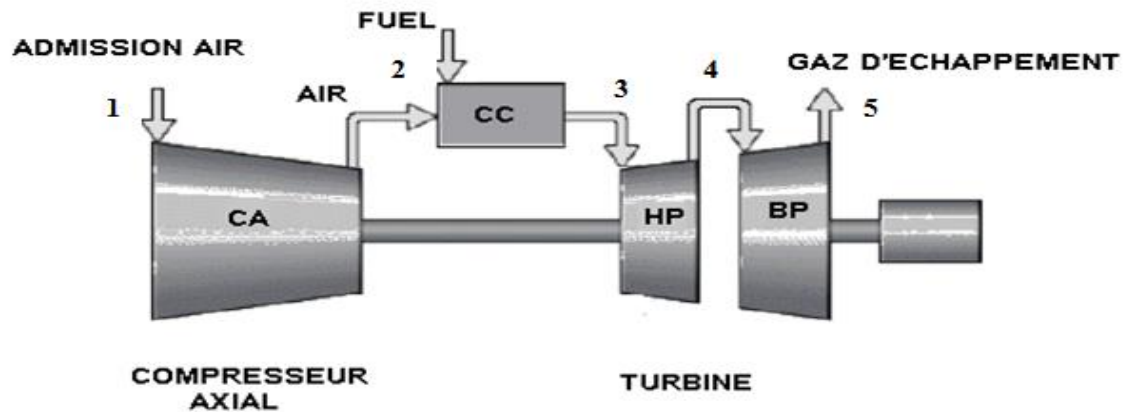 FUEL
ADMISSION AIR
1
AIR
2
CC
3
4
GAZ D'ECHAPPEMENT
5
CA
HP
BP
COMPRESSEUR
AXIAL
TURBINE